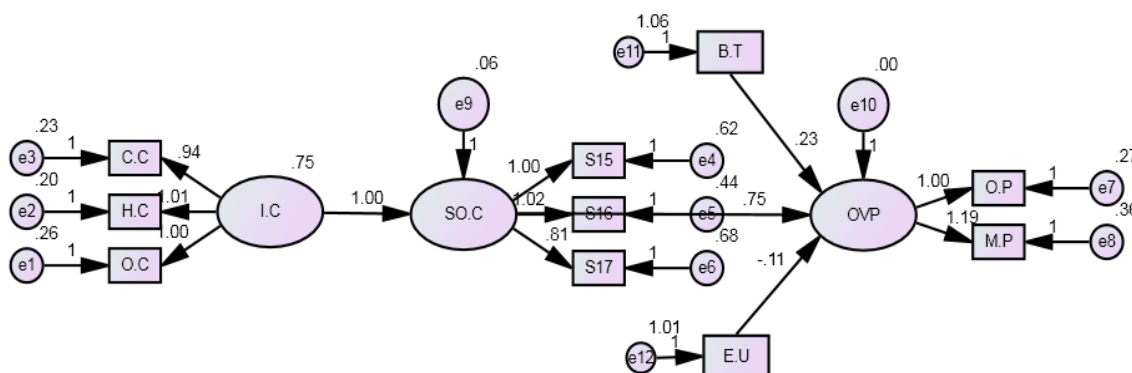 1.06
1
e11
B.T
.06
e9
1
.00
e10
1
.23
.23
e3
1
C.C
.94
.75
I.C
1.00
SO.C
1.00
S15
1
.62
e4
.20
e2
1
H.C
1.01
1.02
S16
1
.44
e5
.75
OVP
1.00
O.P
1
.27
e7
.26
e1
1
O.C
1.00
.81
S17
1
.68
e6
-.11
1.19
M.P
1
.36
e8
1.01
1
e12
E.U